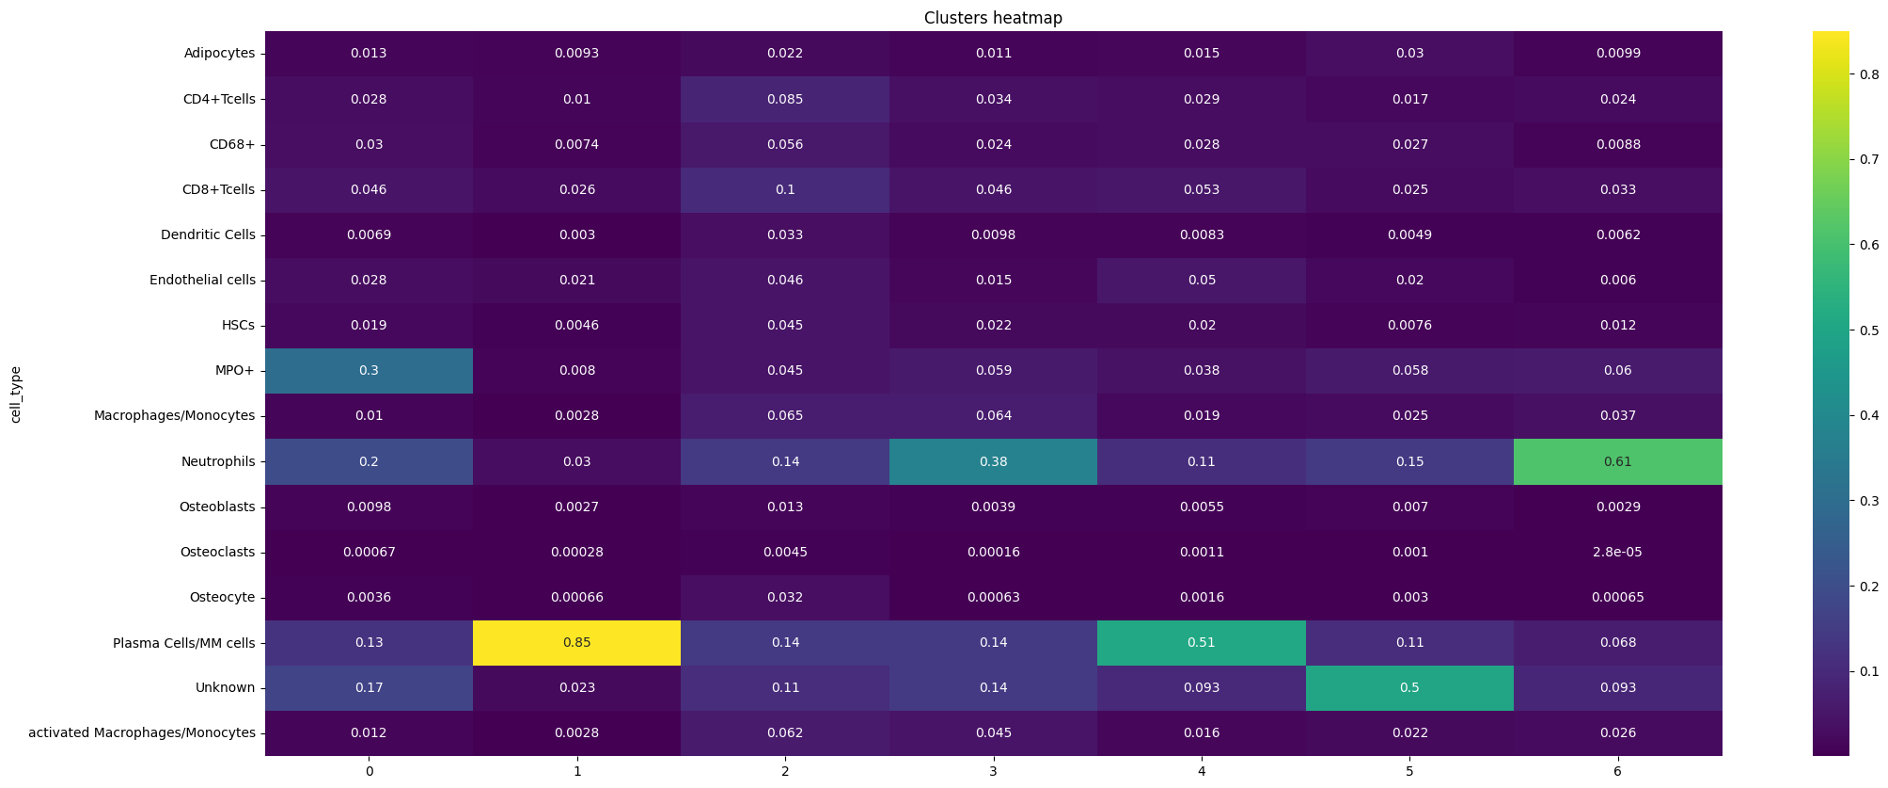 Clusters heatmap
cell_type
Adipocytes 0.013 0.0093 0.022 0.011 0.015 0.03 0.0099
CD4+Tcells 0.028 0.01 0.085 0.034 0.029 0.017 0.024
CD68+ 0.03 0.0074 0.056 0.024 0.028 0.027 0.0088
CD8+Tcells 0.046 0.026 0.1 0.046 0.053 0.025 0.033
Dendritic Cells 0.0069 0.003 0.033 0.0098 0.0083 0.0049 0.0062
Endothelial cells 0.028 0.021 0.046 0.015 0.05 0.02 0.006
HSCs 0.019 0.0046 0.045 0.022 0.02 0.0076 0.012
MPO+ 0.3 0.008 0.045 0.059 0.038 0.058 0.06
Macrophages/Monocytes 0.01 0.0028 0.065 0.064 0.019 0.025 0.037
Neutrophils 0.2 0.03 0.14 0.38 0.11 0.15 0.61
Osteoblasts 0.0098 0.0027 0.013 0.0039 0.0055 0.007 0.0029
Osteoclasts 0.00067 0.00028 0.0045 0.00016 0.0011 0.001 2.8e-05
Osteocyte 0.0036 0.00066 0.032 0.00063 0.0016 0.003 0.00065
Plasma Cells/MM cells 0.13 0.85 0.14 0.14 0.51 0.11 0.068
Unknown 0.17 0.023 0.11 0.14 0.093 0.5 0.093
activated Macrophages/Monocytes 0.012 0.0028 0.062 0.045 0.016 0.022 0.026
0 1 2 3 4 5 6
0.8
0.7
0.6
0.5
0.4
0.3
0.2
0.1